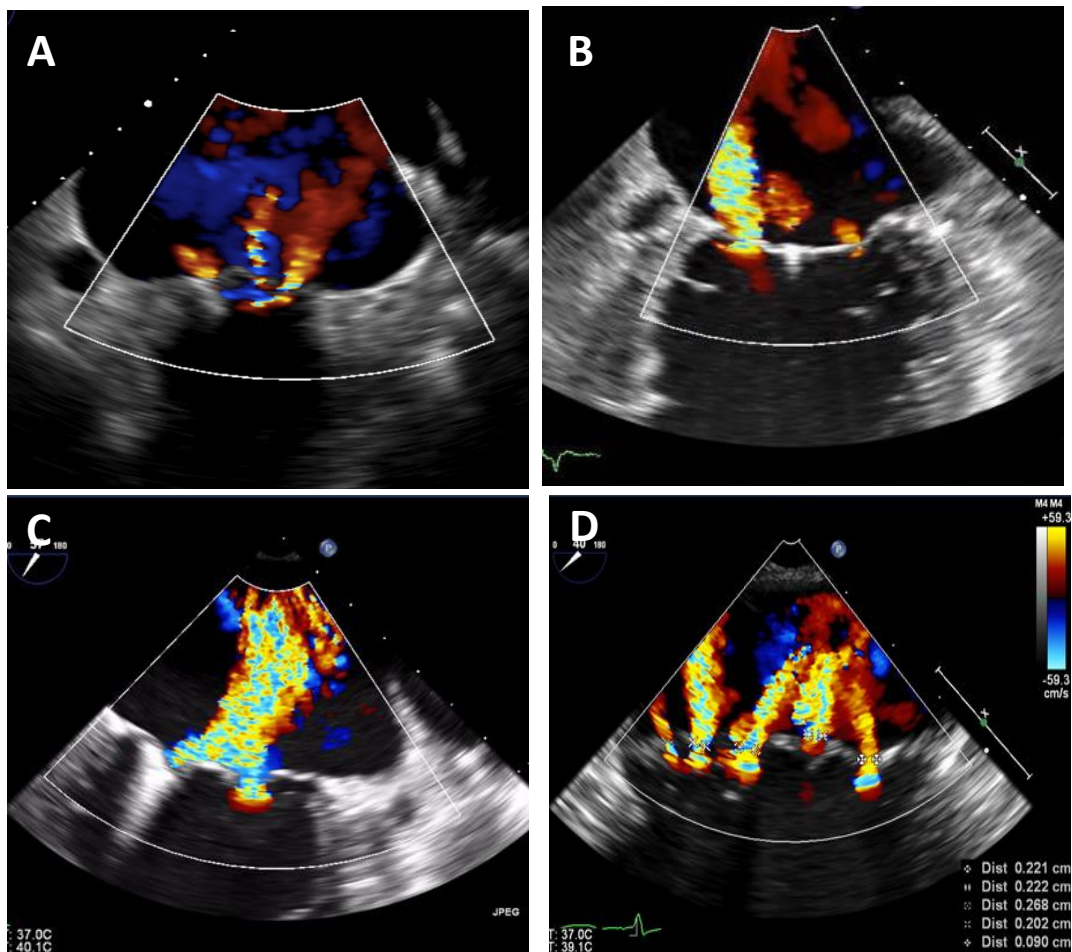 A
B
C
0
180
P
JPEG
: 37.0C
: 40.1C
D
0 40 180
P
M4 M4
+59.3
-59.3
cm/s
Dist 0.221 cm
Dist 0.222 cm
Dist 0.268 cm
Dist 0.202 cm
Dist 0.090 cm
T: 37.0C
T: 39.1C